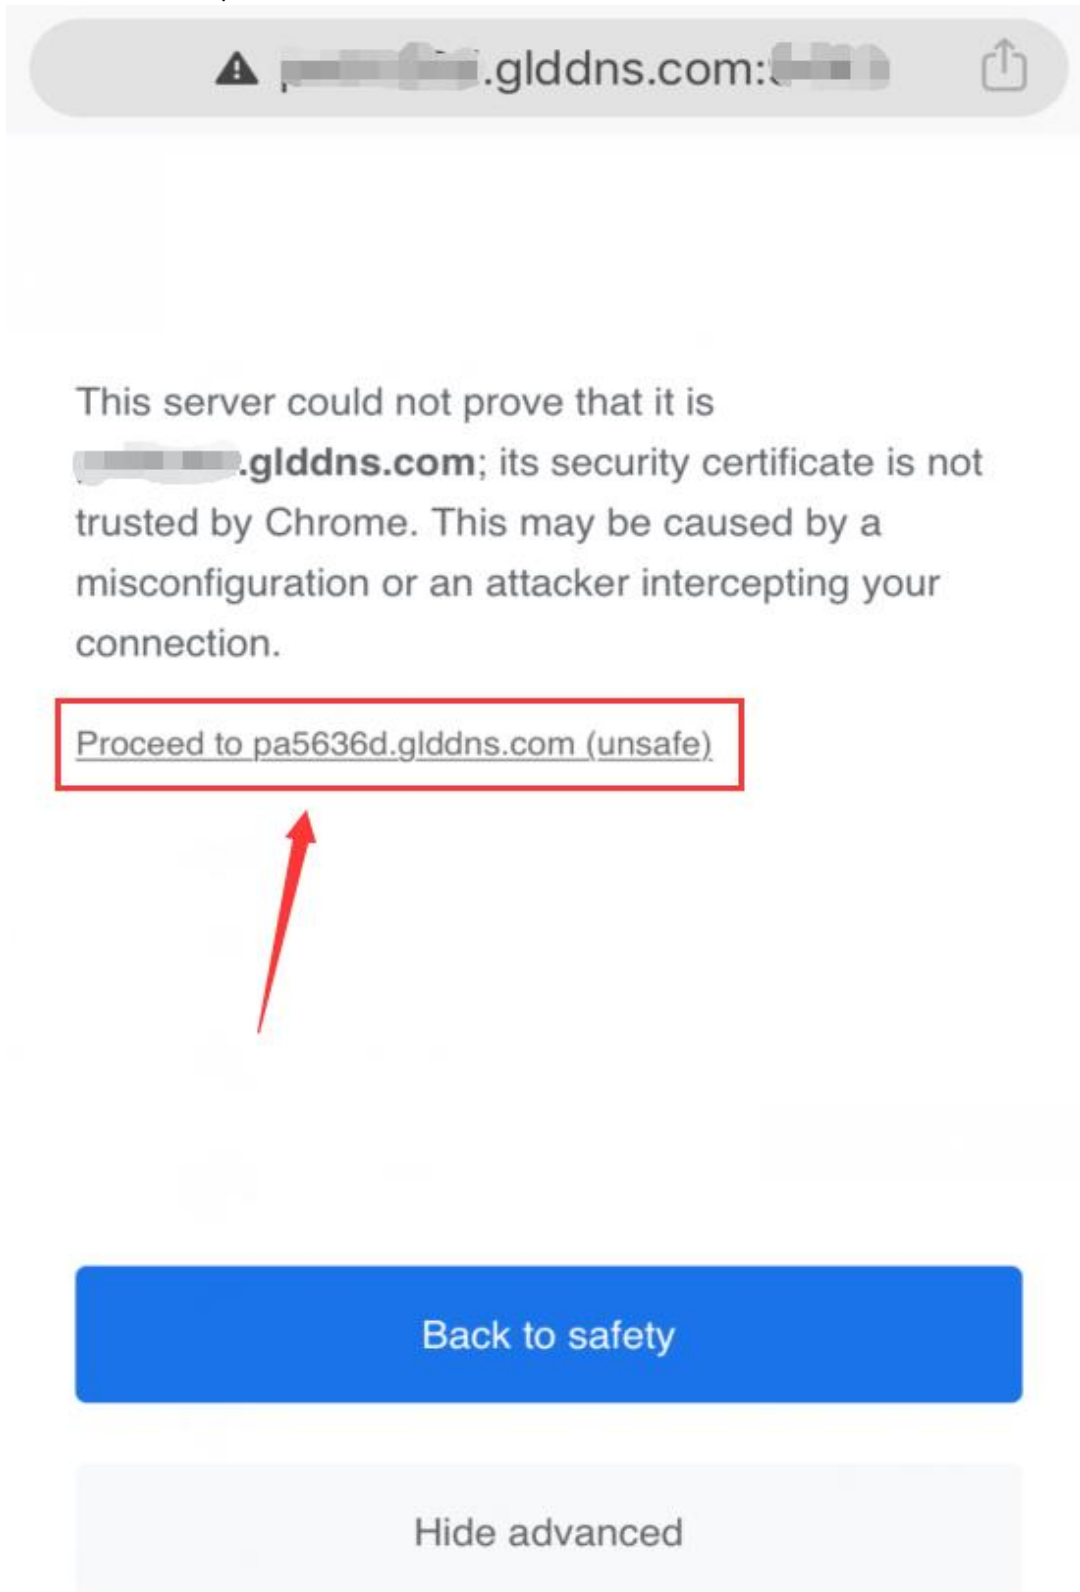 .glddns.com:
This server could not prove that it is
.glddns.com; its security certificate is not
trusted by Chrome. This may be caused by a
misconfiguration or an attacker intercepting your
connection.
Proceed to pa5636d.glddns.com (unsafe)
Back to safety
Hide advanced